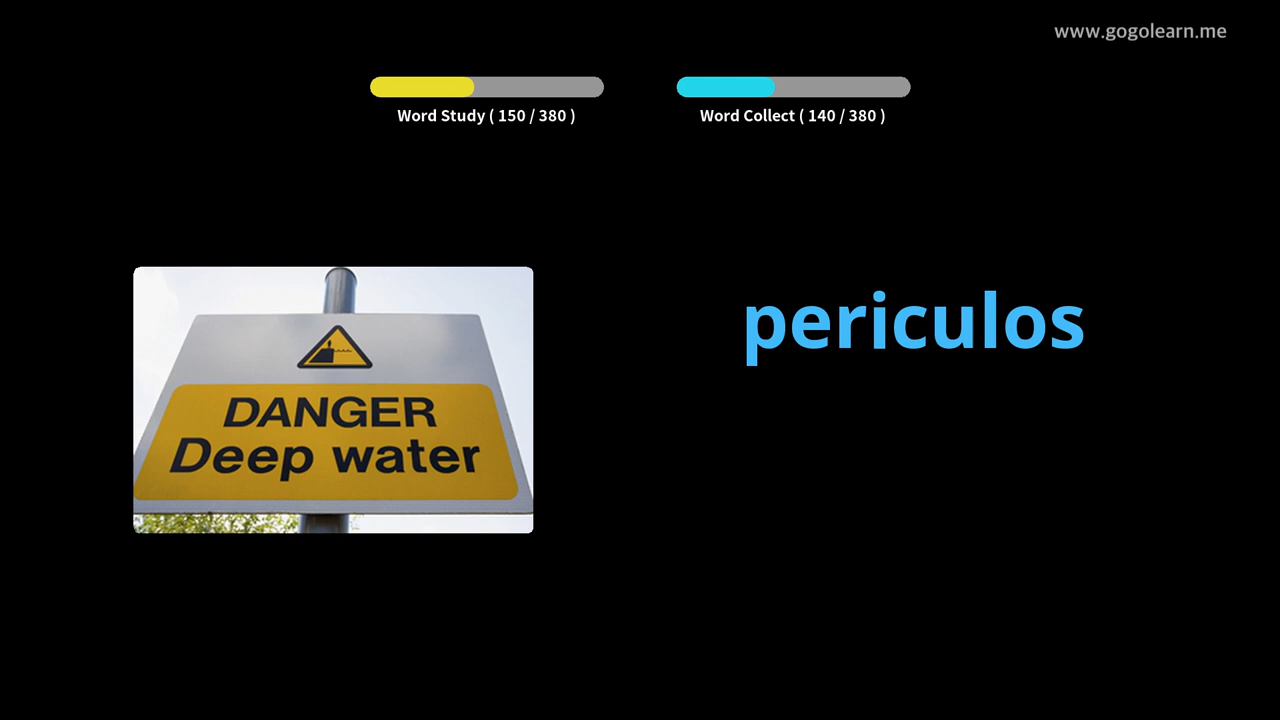 www.gogolearn.me
Word Study ( 150 / 380 )
Word Collect ( 140 / 380 )
DANGER
Deep water
periculos